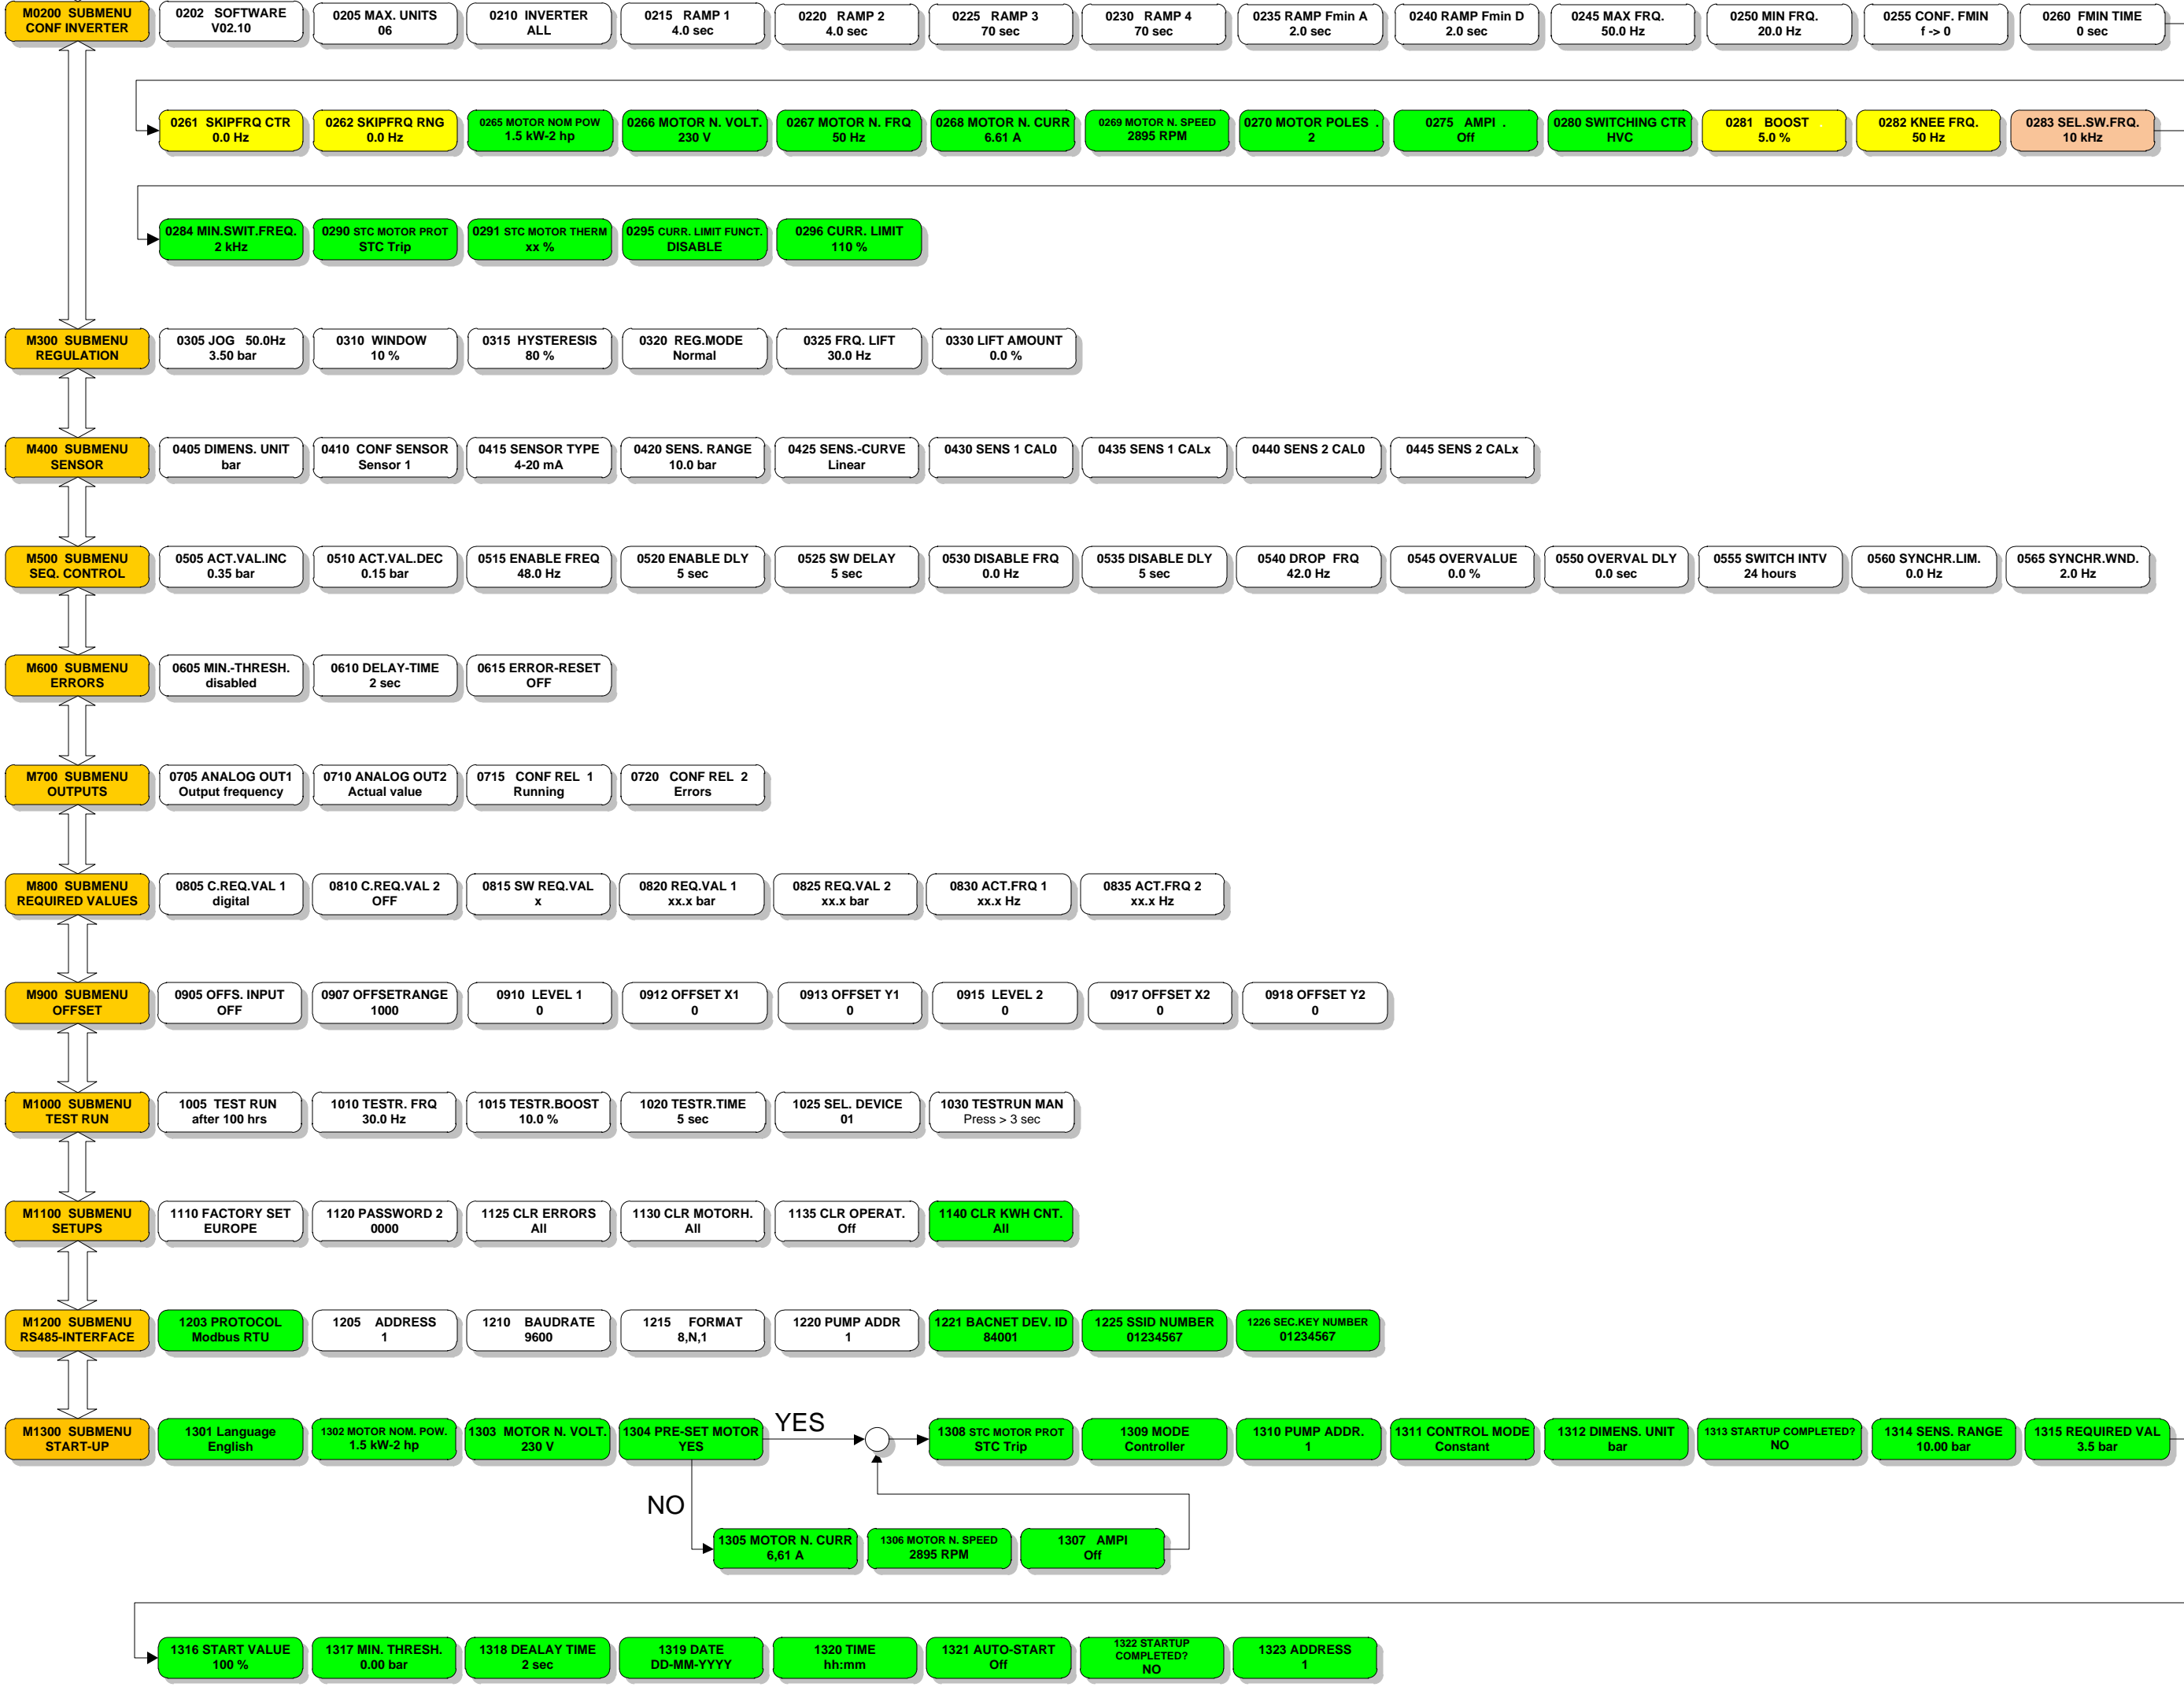 M0200 SUBMENU
CONF INVERTER
0202 SOFTWARE
V02.10
0205 MAX. UNITS
06
0210 INVERTER
ALL
0215 RAMP 1
4.0 sec
0220 RAMP 2
4.0 sec
0225 RAMP 3
70 sec
0230 RAMP 4
70 sec
0235 RAMP Fmin A
2.0 sec
0240 RAMP Fmin D
2.0 sec
0245 MAX FRQ.
50.0 Hz
0250 MIN FRQ.
20.0 Hz
0255 CONF. FMIN
f -> 0
0260 FMIN TIME
0 sec
0261 SKIPFRQ CTR
0.0 Hz
0262 SKIPFRQ RNG
0.0 Hz
0265 MOTOR NOM POW
1.5 kW-2 hp
0266 MOTOR N. VOLT.
230 V
0267 MOTOR N. FRQ
50 Hz
0268 MOTOR N. CURR
6.61 A
0269 MOTOR N. SPEED
2895 RPM
0270 MOTOR POLES .
2
0275 AMPI .
Off
0280 SWITCHING CTR
HVC
0281 BOOST
5.0 %
0282 KNEE FRQ.
50 Hz
0283 SEL.SW.FRQ.
10 kHz
0284 MIN.SWIT.FREQ.
2 kHz
0290 STC MOTOR PROT
STC Trip
0291 STC MOTOR THERM
xx %
0295 CURR. LIMIT FUNCT.
DISABLE
0296 CURR. LIMIT
110 %
M300 SUBMENU
REGULATION
0305 JOG 50.0Hz
3.50 bar
0310 WINDOW
10 %
0315 HYSTERESIS
80 %
0320 REG.MODE
Normal
0325 FRQ. LIFT
30.0 Hz
0330 LIFT AMOUNT
0.0 %
M400 SUBMENU
SENSOR
0405 DIMENS. UNIT
bar
0410 CONF SENSOR
Sensor 1
0415 SENSOR TYPE
4-20 mA
0420 SENS. RANGE
10.0 bar
0425 SENS.-CURVE
Linear
0430 SENS 1 CAL0
0435 SENS 1 CALx
0440 SENS 2 CAL0
0445 SENS 2 CALx
M500 SUBMENU
SEQ. CONTROL
0505 ACT.VAL.INC
0.35 bar
0510 ACT.VAL.DEC
0.15 bar
0515 ENABLE FREQ
48.0 Hz
0520 ENABLE DLY
5 sec
0525 SW DELAY
5 sec
0530 DISABLE FRQ
0.0 Hz
0535 DISABLE DLY
5 sec
0540 DROP FRQ
42.0 Hz
0545 OVERVALUE
0.0 %
0550 OVERVAL DLY
0.0 sec
0555 SWITCH INTV
24 hours
0560 SYNCHR.LIM.
0.0 Hz
0565 SYNCHR.WND.
2.0 Hz
M600 SUBMENU
ERRORS
0605 MIN.-THRESH.
disabled
0610 DELAY-TIME
2 sec
0615 ERROR-RESET
OFF
M700 SUBMENU
OUTPUTS
0705 ANALOG OUT1
Output frequency
0710 ANALOG OUT2
Actual value
0715 CONF REL 1
Running
0720 CONF REL 2
Errors
M800 SUBMENU
REQUIRED VALUES
0805 C.REQ.VAL 1
digital
0810 C.REQ.VAL 2
OFF
0815 SW REQ.VAL
x
0820 REQ.VAL 1
xx.x bar
0825 REQ.VAL 2
xx.x bar
0830 ACT.FRQ 1
xx.x Hz
0835 ACT.FRQ 2
xx.x Hz
M900 SUBMENU
OFFSET
0905 OFFS. INPUT
OFF
0907 OFFSETRANGE
1000
0910 LEVEL 1
0
0912 OFFSET X1
0
0913 OFFSET Y1
0
0915 LEVEL 2
0
0917 OFFSET X2
0
0918 OFFSET Y2
0
M1000 SUBMENU
TEST RUN
1005 TEST RUN
after 100 hrs
1010 TESTR. FRQ
30.0 Hz
1015 TESTR.BOOST
10.0 %
1020 TESTR.TIME
5 sec
1025 SEL. DEVICE
01
1030 TESTRUN MAN
Press > 3 sec
M1100 SUBMENU
SETUPS
1110 FACTORY SET
EUROPE
1120 PASSWORD 2
0000
1125 CLR ERRORS
All
1130 CLR MOTORH.
All
1135 CLR OPERAT.
Off
1140 CLR KWH CNT.
All
M1200 SUBMENU
RS485-INTERFACE
1203 PROTOCOL
Modbus RTU
1205 ADDRESS
1
1210 BAUDRATE
9600
1215 FORMAT
8,N,1
1220 PUMP ADDR
1
1221 BACNET DEV. ID
84001
1225 SSID NUMBER
01234567
1226 SEC.KEY NUMBER
01234567
M1300 SUBMENU
START-UP
1301 Language
English
1302 MOTOR NOM. POW.
1.5 kW-2 hp
1303 MOTOR N. VOLT.
230 V
1304 PRE-SET MOTOR
YES
YES
1308 STC MOTOR PROT
STC Trip
1309 MODE
Controller
1310 PUMP ADDR.
1
1311 CONTROL MODE
Constant
1312 DIMENS. UNIT
bar
1313 STARTUP COMPLETED?
NO
1314 SENS. RANGE
10.00 bar
1315 REQUIRED VAL
3.5 bar
NO
1305 MOTOR N. CURR
6,61 A
1306 MOTOR N. SPEED
2895 RPM
1307 AMPI
Off
1316 START VALUE
100 %
1317 MIN. THRESH.
0.00 bar
1318 DEALAY TIME
2 sec
1319 DATE
DD-MM-YYYY
1320 TIME
hh:mm
1321 AUTO-START
Off
1322 STARTUP
COMPLETED?
NO
1323 ADDRESS
1